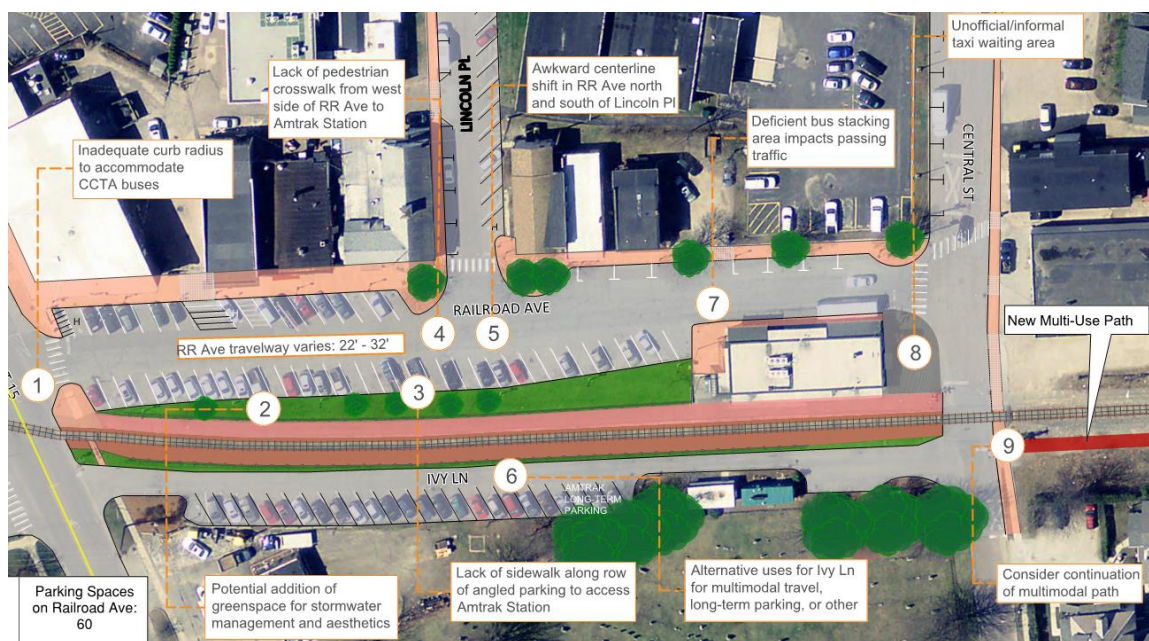 Unofficial/informal
taxi waiting area
Lack of pedestrian
crosswalk from west
side of RR Ave to
Amtrak Station
LINCOLN PL
Awkward centerline
shift in RR Ave north
and south of Lincoln Pl
Deficient bus stacking
area impacts passing
traffic
CENTRAL ST
Inadequate curb radius
to accommodate
CCTA buses
H
RAILROAD AVE
4
5
7
8
RR Ave travelway varies: 22' - 32'
New Multi-Use Path
1
2
3
T 15
9
6
IVY LN
AMTRAK
LONG-TERM
PARKING
Parking Spaces
on Railroad Ave:
60
Potential addition of
greenspace for stormwater
management and aesthetics
Lack of sidewalk along row
of angled parking to access
Amtrak Station
Alternative uses for Ivy Ln
for multimodal travel,
long-term parking, or other
Consider continuation
of multimodal path